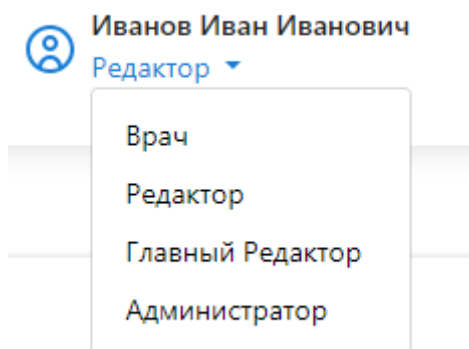 Иванов Иван Иванович
Редактор
Врач
Редактор
Главный Редактор
Администратор